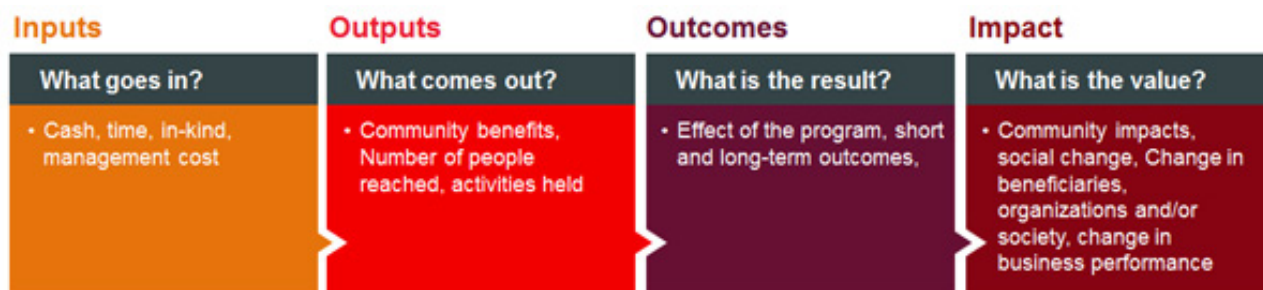 Inputs
What goes in?
• Cash, time, in-kind,
management cost
Outputs
What comes out?
• Community benefits,
Number of people
reached, activities held
Outcomes
What is the result?
• Effect of the program, short
and long-term outcomes,
Impact
What is the value?
• Community impacts,
social change, Change in
beneficiaries,
organizations and/or
society, change in
business performance